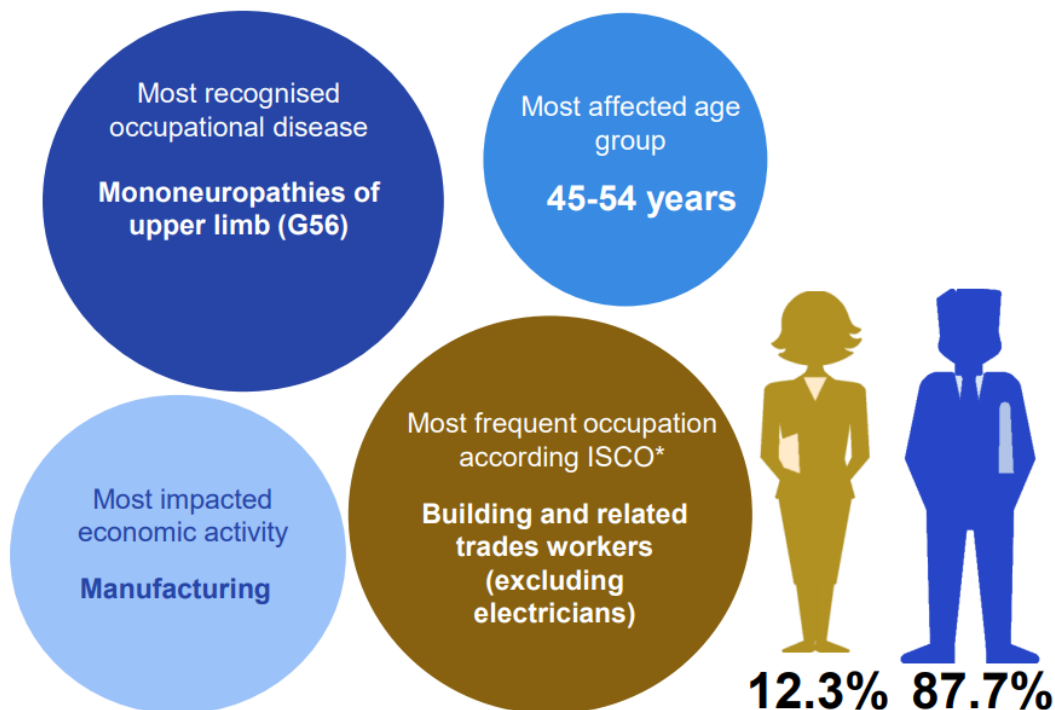 Most recognised
occupational disease
Mononeuropathies of
upper limb (G56)
Most affected age
group
45-54 years
Most impacted
economic activity
Manufacturing
Most frequent occupation
according ISCO*
Building and related
trades workers
(excluding
electricians)
12.3%
87.7%